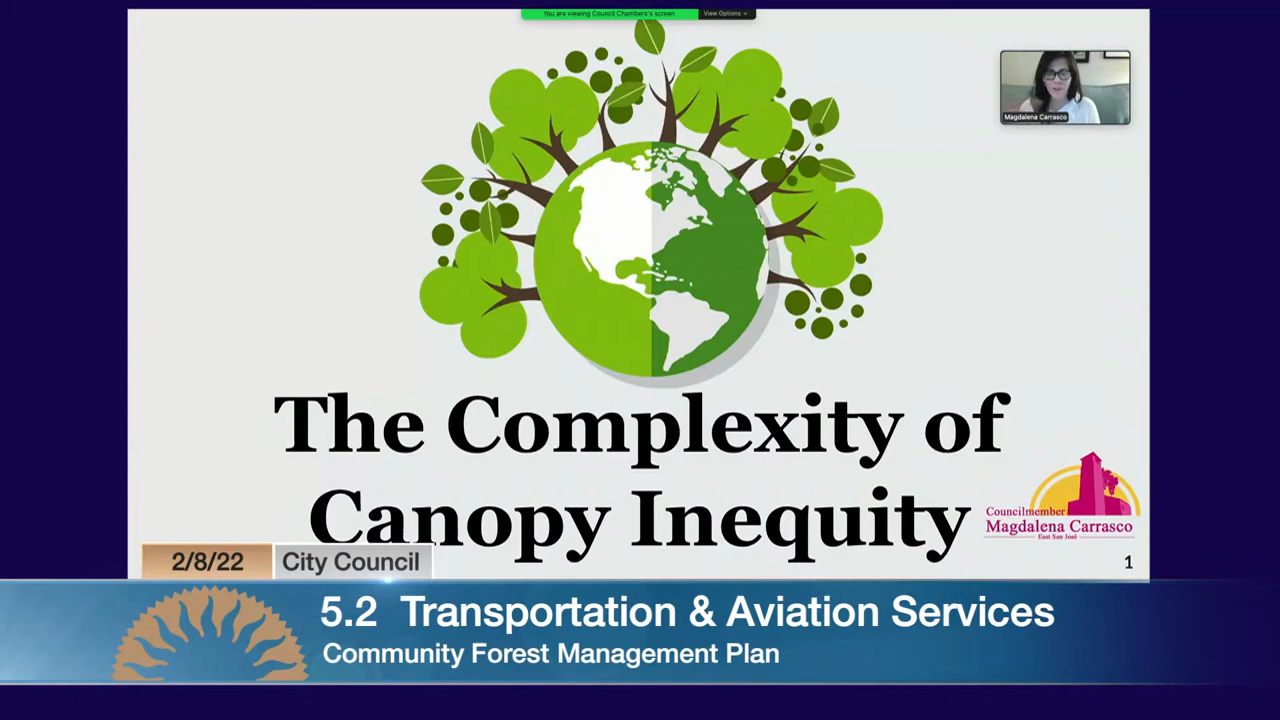 You are viewing Council Chambers's screen
View Options
Magdalena Carrasco
The Complexity of
Canopy Inequity
Councilmember
Magdalena Carrasco
East San José
1
2/8/22
City Council
5.2 Transportation & Aviation Services
Community Forest Management Plan